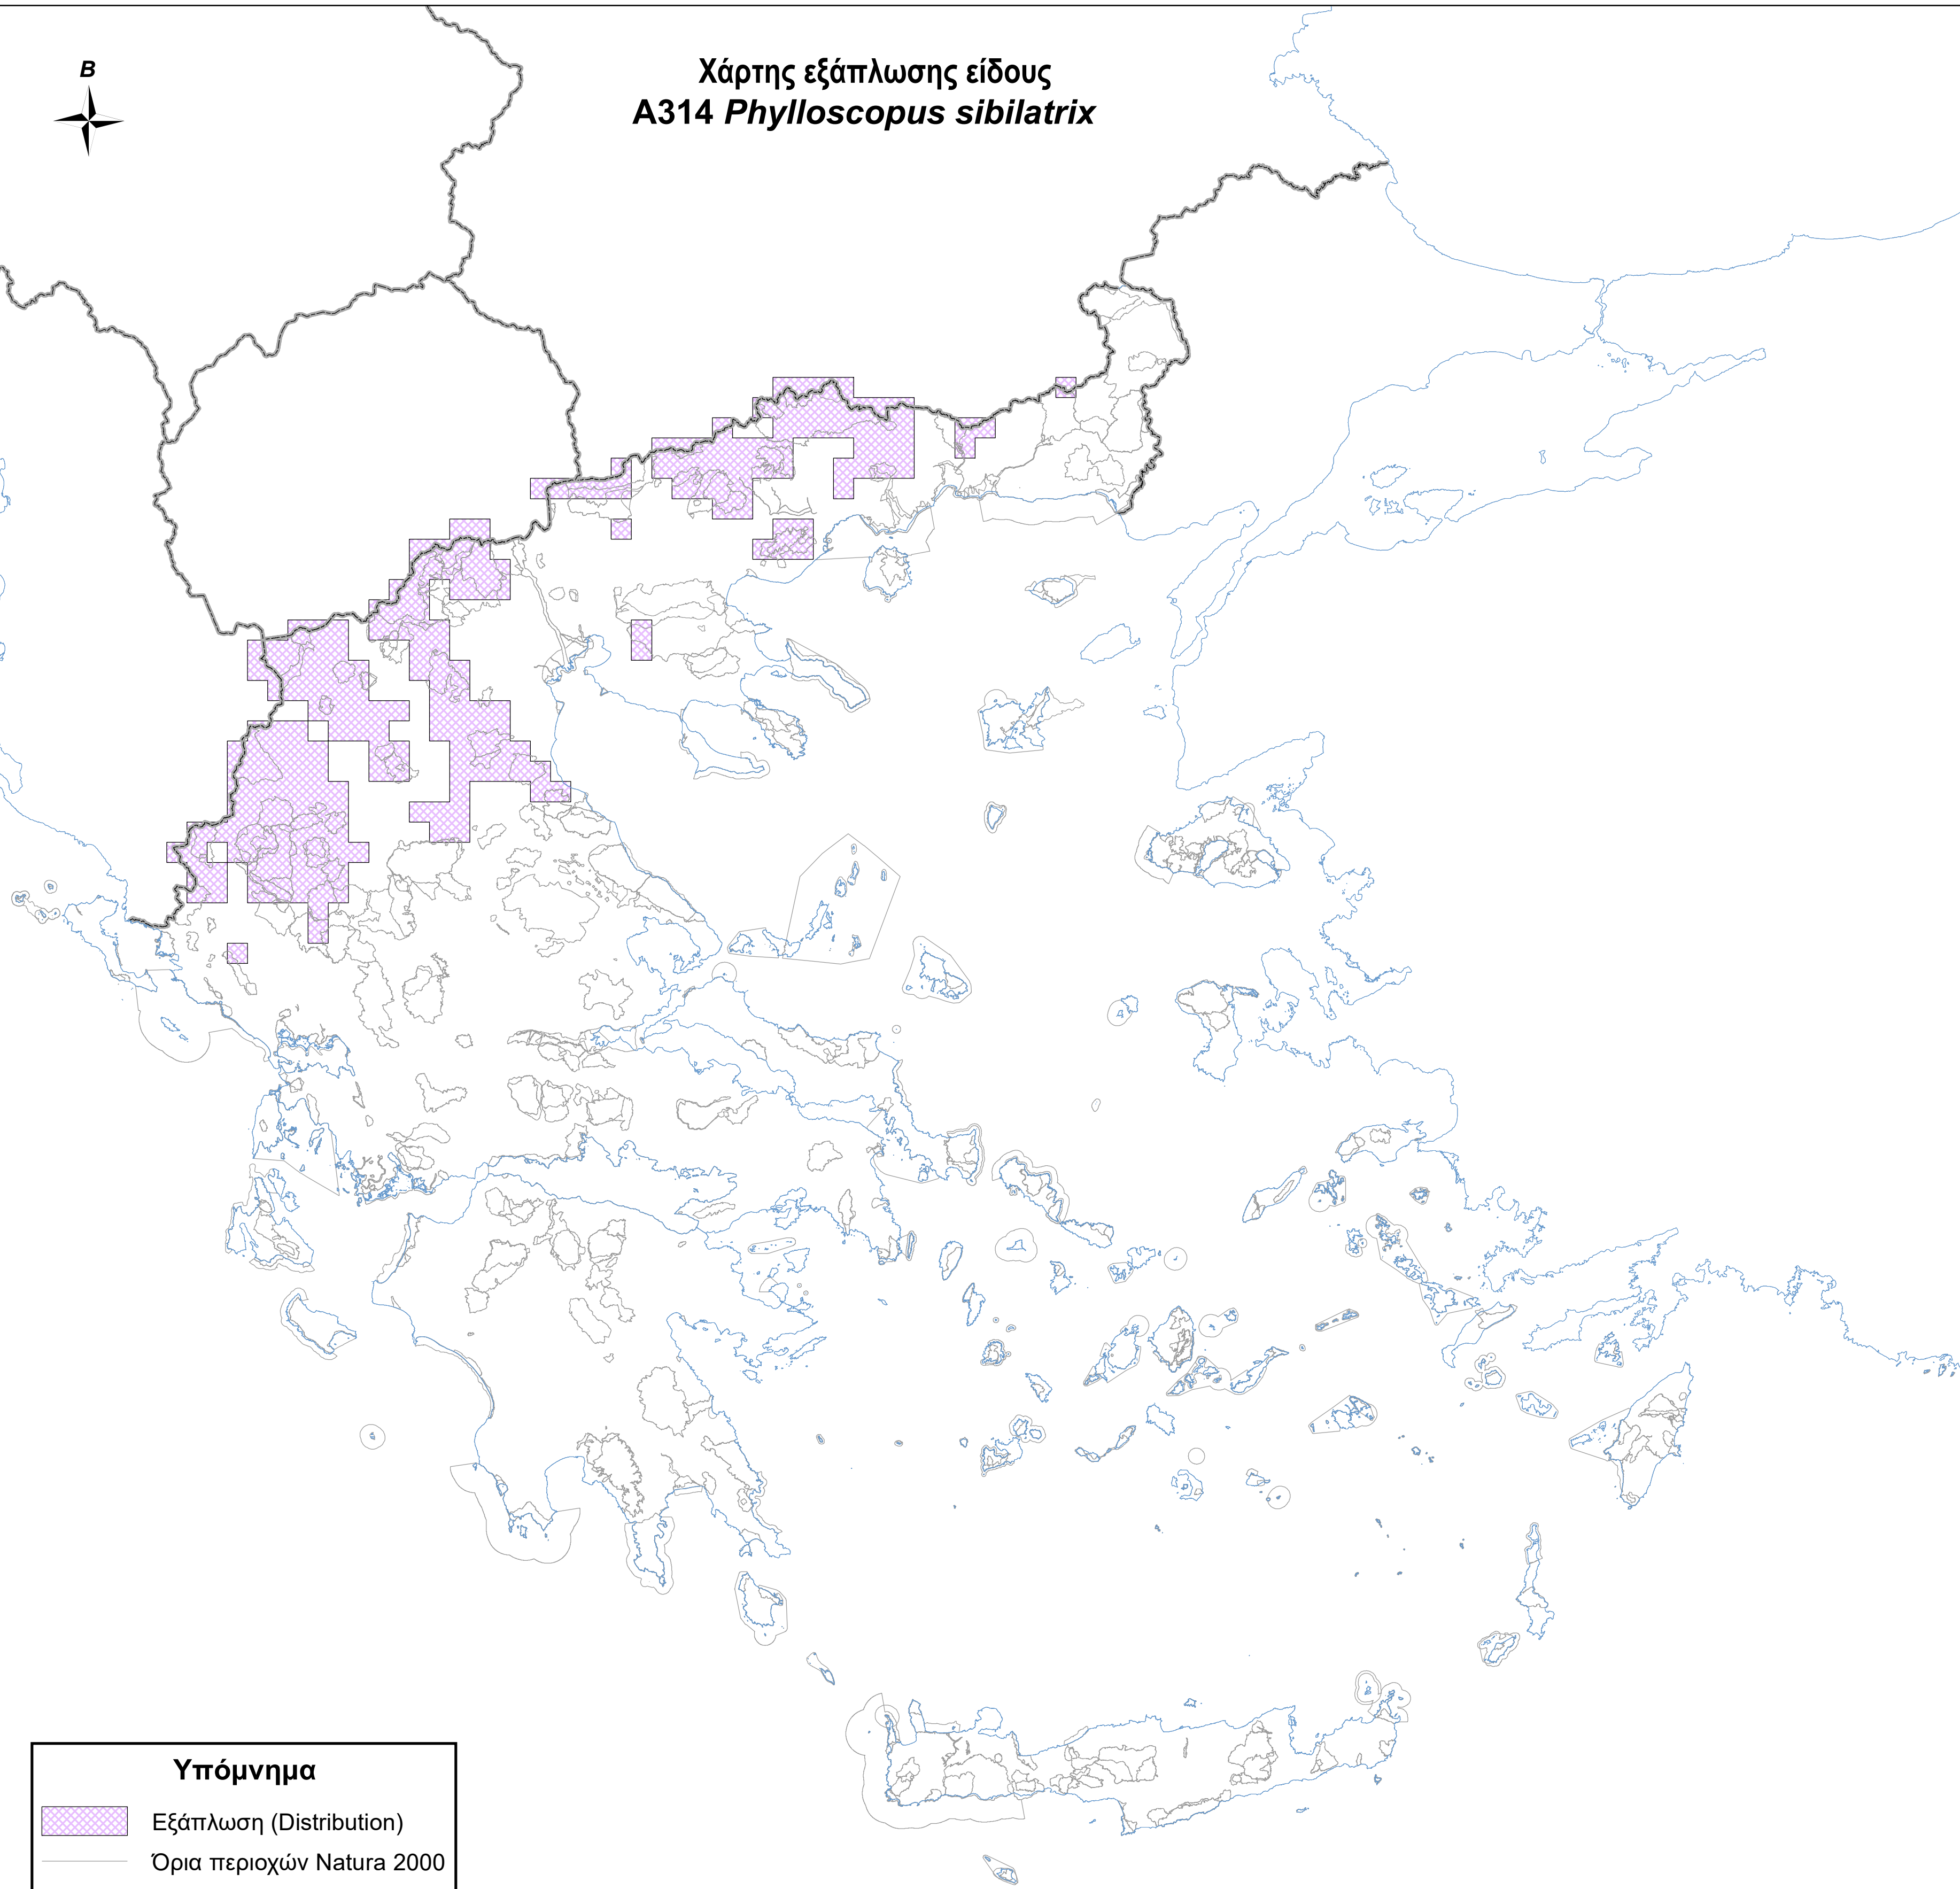 B
Χάρτης εξάπλωσης είδους
A314 Phylloscopus sibilatrix
Υπόμνημα
Εξάπλωση (Distribution)
Όρια περιοχών Natura 2000